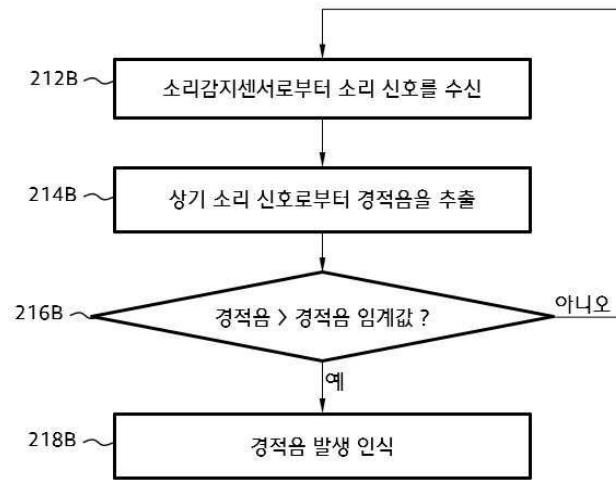 212B
소리감지센서로부터 소리 신호를 수신
214B
상기 소리 신호로부터 경적음을 추출
216B
경적음 > 경적음 임계값 ?
아니오
예
218B
경적음 발생 인식